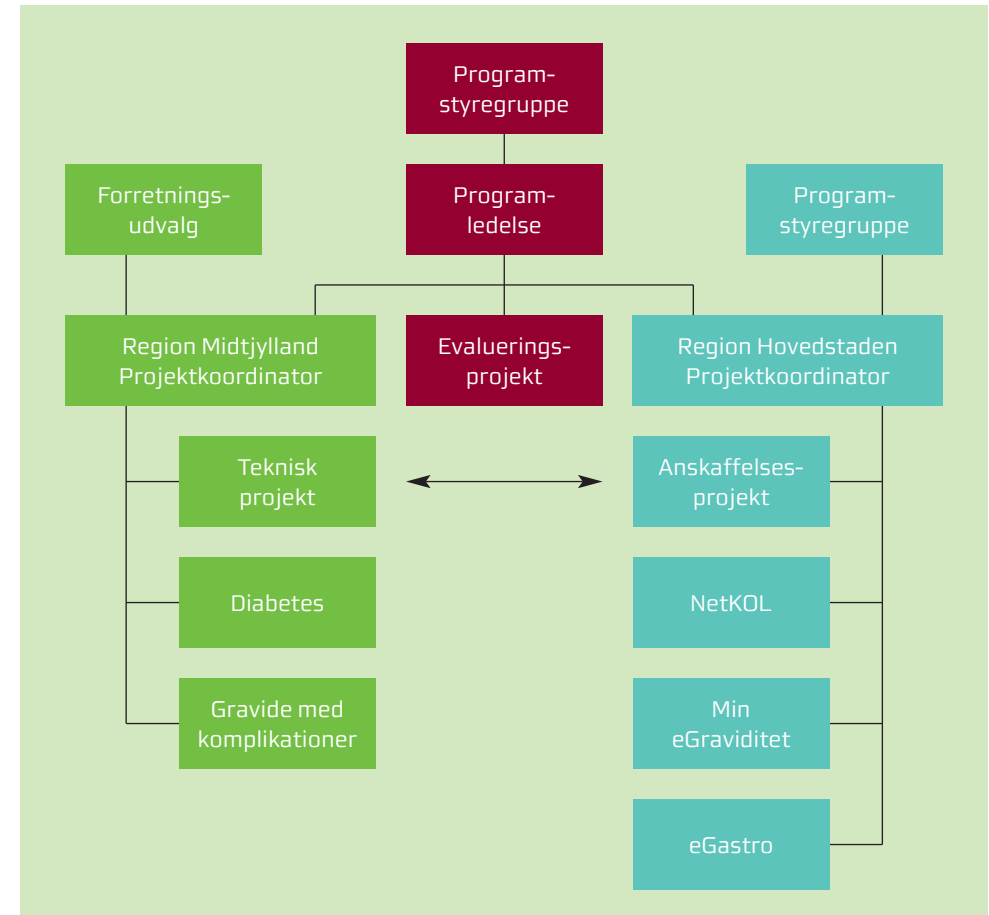 Program-
styregruppe
Forretnings-
udvalg
Program-
ledelse
Program-
styregruppe
Region Midtjylland
Projektkoordinator
Evaluerings-
projekt
Region Hovedstaden
Projektkoordinator
Teknisk
projekt
Anskaffelses-
projekt
Diabetes
NetKOL
Gravide med
komplikationer
Min
eGraviditet
eGastro